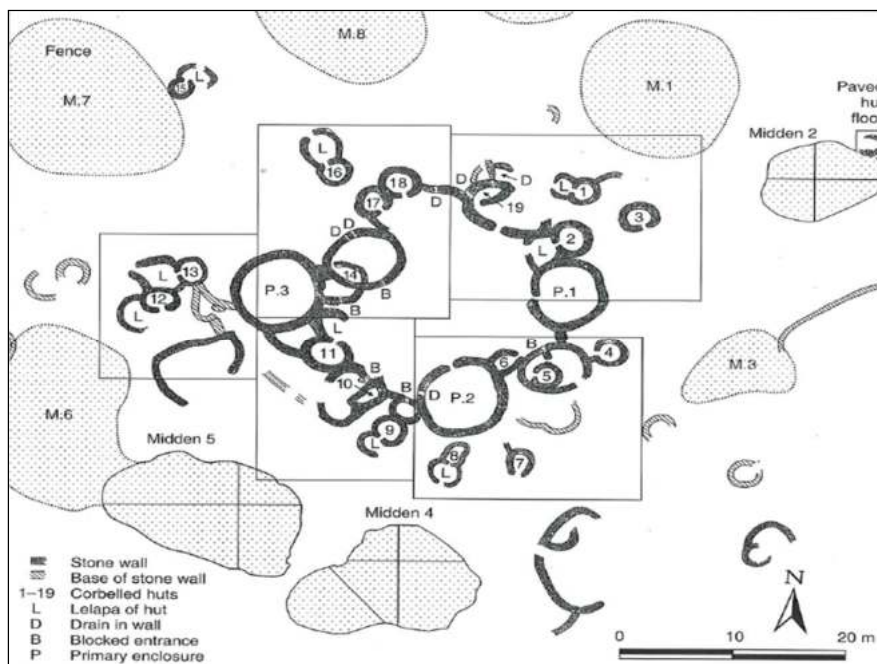 M.8
Fence
M.7
15
L
M.1
Paved
hut
floor
Midden 2
L
16
18
17
D
D
D
19
L
1
3
D
D
2
L
14
B
P.3
P.1
L
13
12
L
B
L
11
B
10
B
9
L
D
P.2
6
B
5
4
8
L
7
M.3
M.6
Midden 5
Midden 4
Stone wall
Base of stone wall
1–19 Corbelled huts
L Lelapa of hut
D Drain in wall
B Blocked entrance
P Primary enclosure
N
0 10 20 m